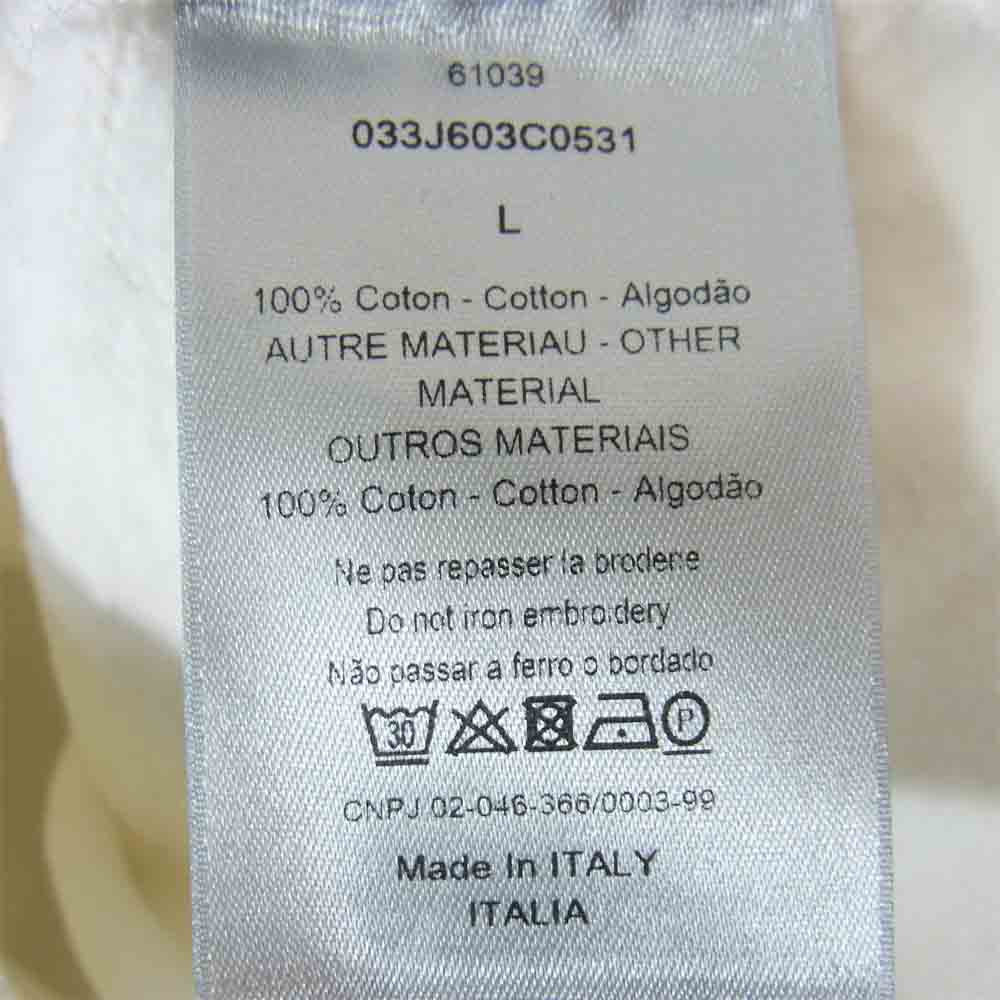 61039
033J603C0531
L
100% Coton - Cotton - Algodão
AUTRE MATERIAU - OTHER
MATERIAL
OUTROS MATERIAIS
100% Coton - Cotton - Algodão
Ne pas repasser la broderie
Do not iron embroidery
Não passar a ferro o bordado
30 P
CNPJ 02-046-366/0003-99
Made In ITALY
ITALIA